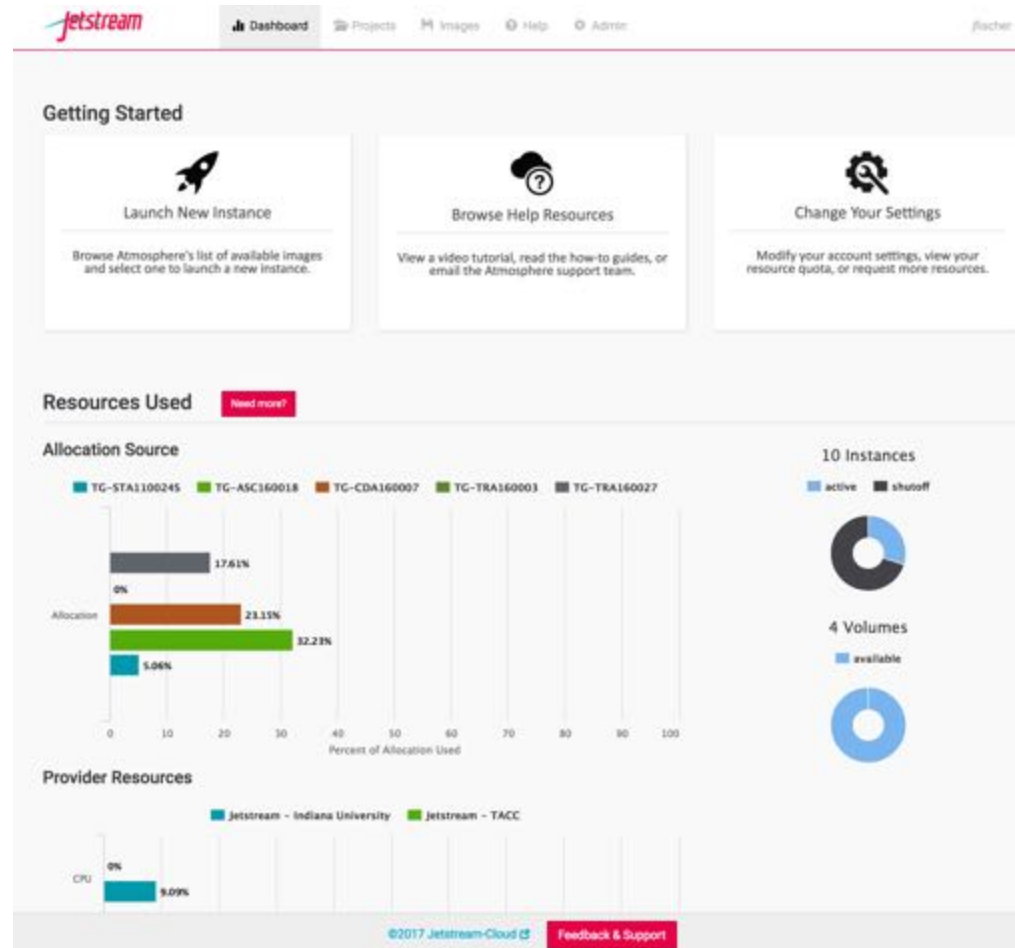 Jetstream
Dashboard Projects Images Help Admin jfischer
Getting Started
Launch New Instance
Browse Atmosphere's list of available images
and select one to launch a new instance.
Browse Help Resources
View a video tutorial, read the how-to guides, or
email the Atmosphere support team.
Change Your Settings
Modify your account settings, view your
resource quota, or request more resources.
Resources Used Need more?
Allocation Source
TG-STA110024S TG-ASC160018 TG-CDA160007 TG-TRA160003 TG-TRA160027
17.61%
0%
Allocation
23.15%
32.23%
5.06%
0 10 20 30 40 50 60 70 80 90 100
Percent of Allocation Used
10 Instances
active shutoff
4 Volumes
available
Provider Resources
Jetstream - Indiana University Jetstream - TACC
0%
CPU
9.09%
©2017 Jetstream-Cloud Feedback & Support